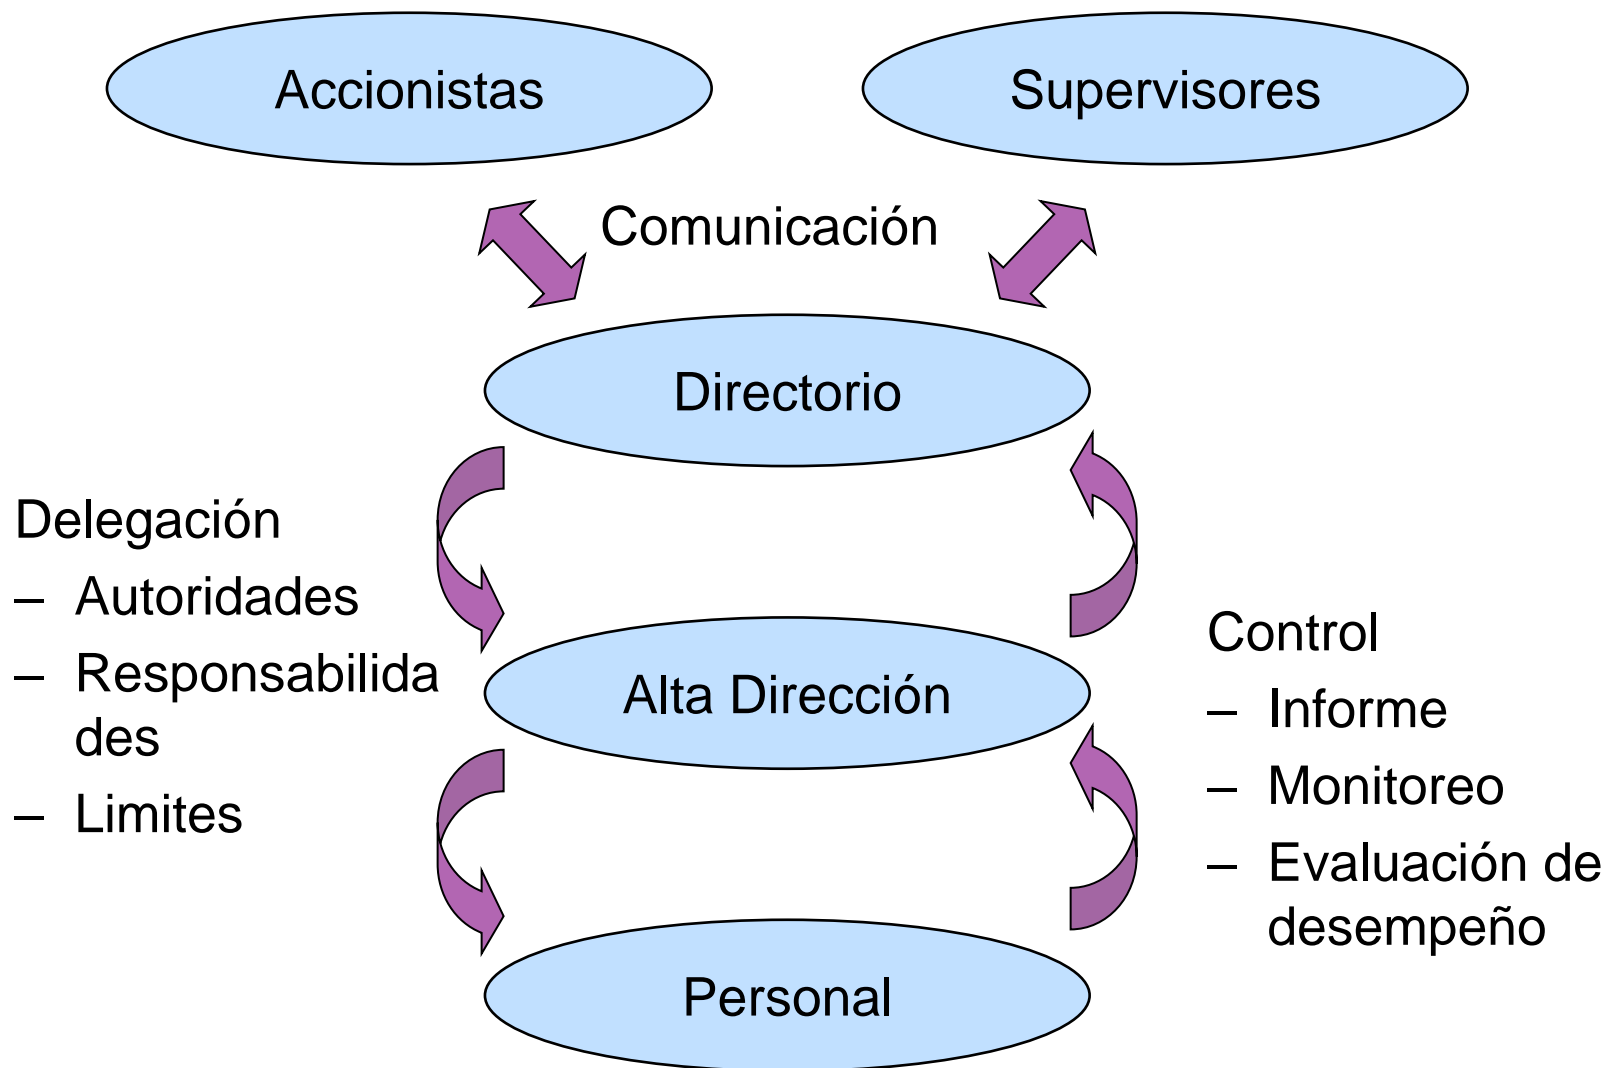 Accionistas
Supervisores
Comunicación
Directorio
Delegación
– Autoridades
– Responsabilida
des
– Limites
Alta Dirección
Control
– Informe
– Monitoreo
– Evaluación de
desempeño
Personal